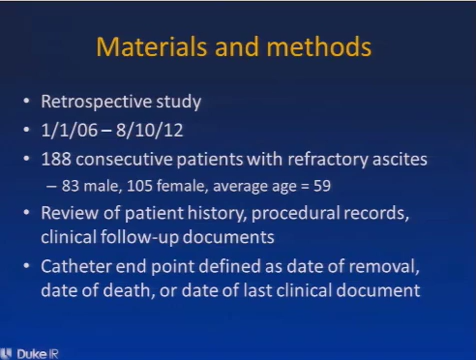 Materials and methods
• Retrospective study
• 1/1/06 – 8/10/12
• 188 consecutive patients with refractory ascites
– 83 male, 105 female, average age = 59
• Review of patient history, procedural records,
clinical follow-up documents
• Catheter end point defined as date of removal,
date of death, or date of last clinical document
Duke IR